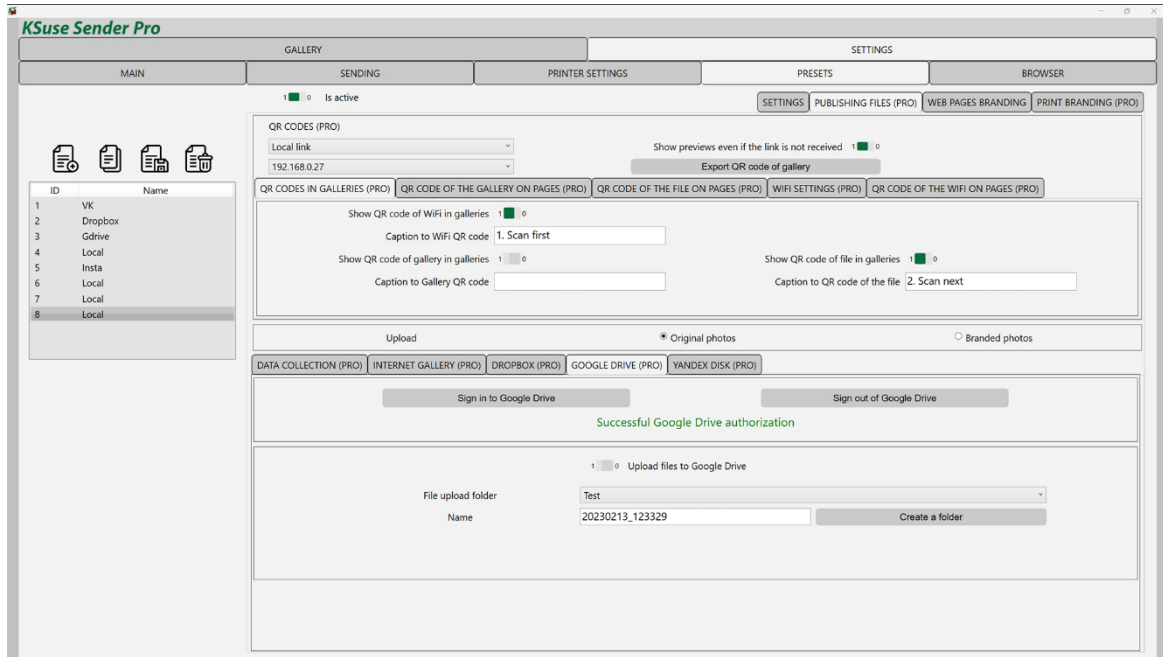 KSuse Sender Pro
GALLERY SETTINGS
MAIN SENDING PRINTER SETTINGS PRESETS BROWSER
1 0 Is active
SETTINGS PUBLISHING FILES (PRO) WEB PAGES BRANDING PRINT BRANDING (PRO)
QR CODES (PRO)
Local link
Show previews even if the link is not received 1 0
192.168.0.27
Export QR code of gallery
ID Name
1 VK
2 Dropbox
3 Gdrive
4 Local
5 Insta
6 Local
7 Local
8 Local
QR CODES IN GALLERIES (PRO) QR CODE OF THE GALLERY ON PAGES (PRO) QR CODE OF THE FILE ON PAGES (PRO) WIFI SETTINGS (PRO) QR CODE OF THE WIFI ON PAGES (PRO)
Show QR code of WiFi in galleries 1 0
Caption to WiFi QR code 1. Scan first
Show QR code of gallery in galleries 1 0
Show QR code of file in galleries 1 0
Caption to Gallery QR code
Caption to QR code of the file 2. Scan next
Upload Original photos Branded photos
DATA COLLECTION (PRO) INTERNET GALLERY (PRO) DROPBOX (PRO) GOOGLE DRIVE (PRO) YANDEX DISK (PRO)
Sign in to Google Drive Sign out of Google Drive
Successful Google Drive authorization
1 0 Upload files to Google Drive
File upload folder Test
Name 20230213_123329 Create a folder